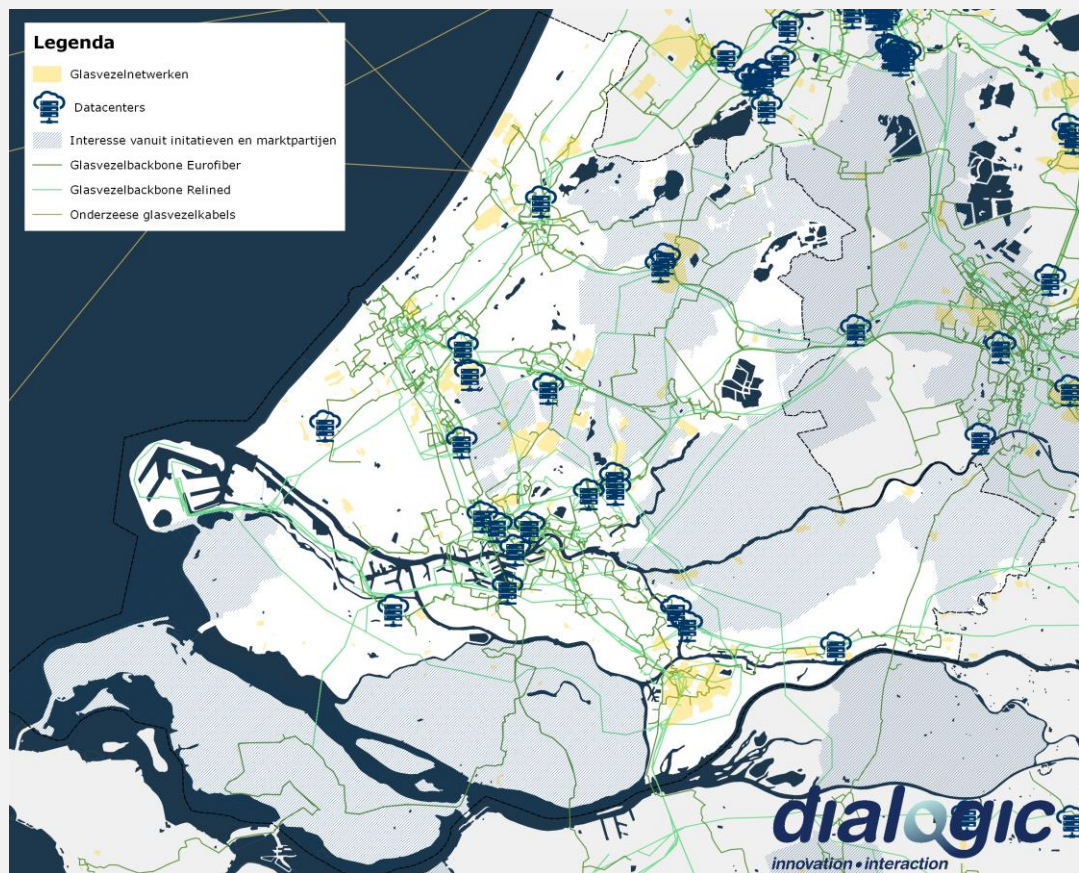 Legenda
Glasvezelnetwerken
Datacenters
Interesse vanuit initatieven en marktpartijen
Glasvezelbackbone Eurofiber
Glasvezelbackbone Relined
Onderzeese glasvezelkabels
dialogic
innovation • interaction